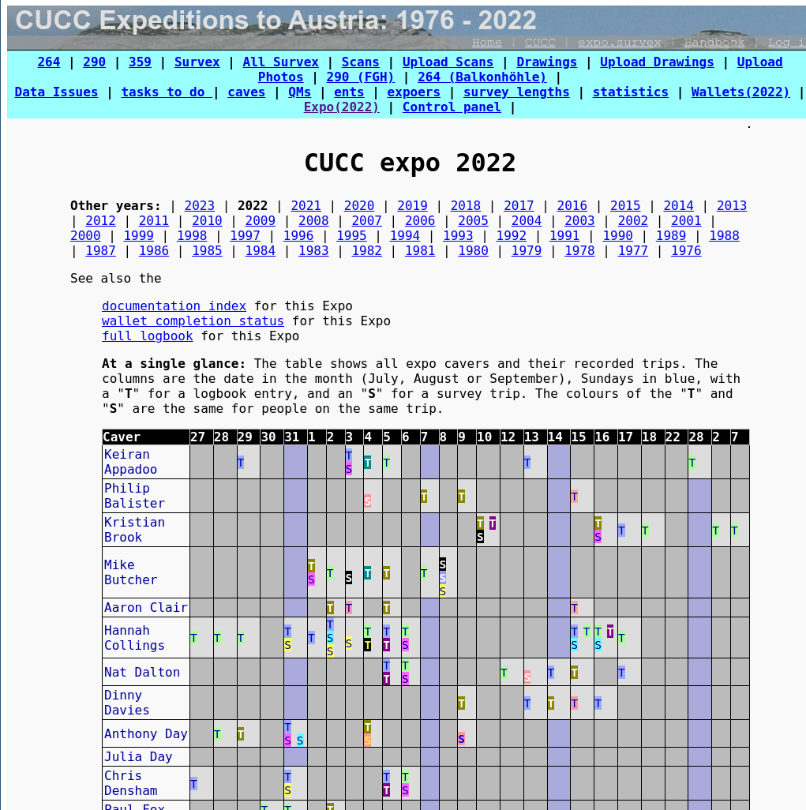 CUCC Expeditions to Austria: 1976 - 2022
Home | CUCC | expo.survex | Handbook | Log i
264 | 290 | 359 | Survex | All Survex | Scans | Upload Scans | Drawings | Upload Drawings | Upload
Photos | 290 (FGH) | 264 (Balkonhöhle) |
Data Issues | tasks to do | caves | QMs | ents | expoers | survey lengths | statistics | Wallets(2022) |
Expo(2022) | Control panel |
.
CUCC expo 2022
Other years: | 2023 | 2022 | 2021 | 2020 | 2019 | 2018 | 2017 | 2016 | 2015 | 2014 | 2013
| 2012 | 2011 | 2010 | 2009 | 2008 | 2007 | 2006 | 2005 | 2004 | 2003 | 2002 | 2001 |
2000 | 1999 | 1998 | 1997 | 1996 | 1995 | 1994 | 1993 | 1992 | 1991 | 1990 | 1989 | 1988
| 1987 | 1986 | 1985 | 1984 | 1983 | 1982 | 1981 | 1980 | 1979 | 1978 | 1977 | 1976
See also the
documentation index for this Expo
wallet completion status for this Expo
full logbook for this Expo
At a single glance: The table shows all expo cavers and their recorded trips. The
columns are the date in the month (July, August or September), Sundays in blue, with
a "T" for a logbook entry, and an "S" for a survey trip. The colours of the "T" and
"S" are the same for people on the same trip.
Caver 27 28 29 30 31 1 2 3 4 5 6 7 8 9 10 12 13 14 15 16 17 18 22 28 2 7
Keiran Appadoo T T S T T T T
Philip Balister S T T T
Kristian Brook T T S T S T T T T
Mike Butcher T S T S T T T S S S
Aaron Clair T T T T
Hannah Collings T T T T S T T S S S T T T T T S T S T T T S S T
Nat Dalton T T T S T S T T T
Dinny Davies T T T T T
Anthony Day T T T S S T S S
Julia Day
Chris Densham T T S T T T S
Paul Fox T T T